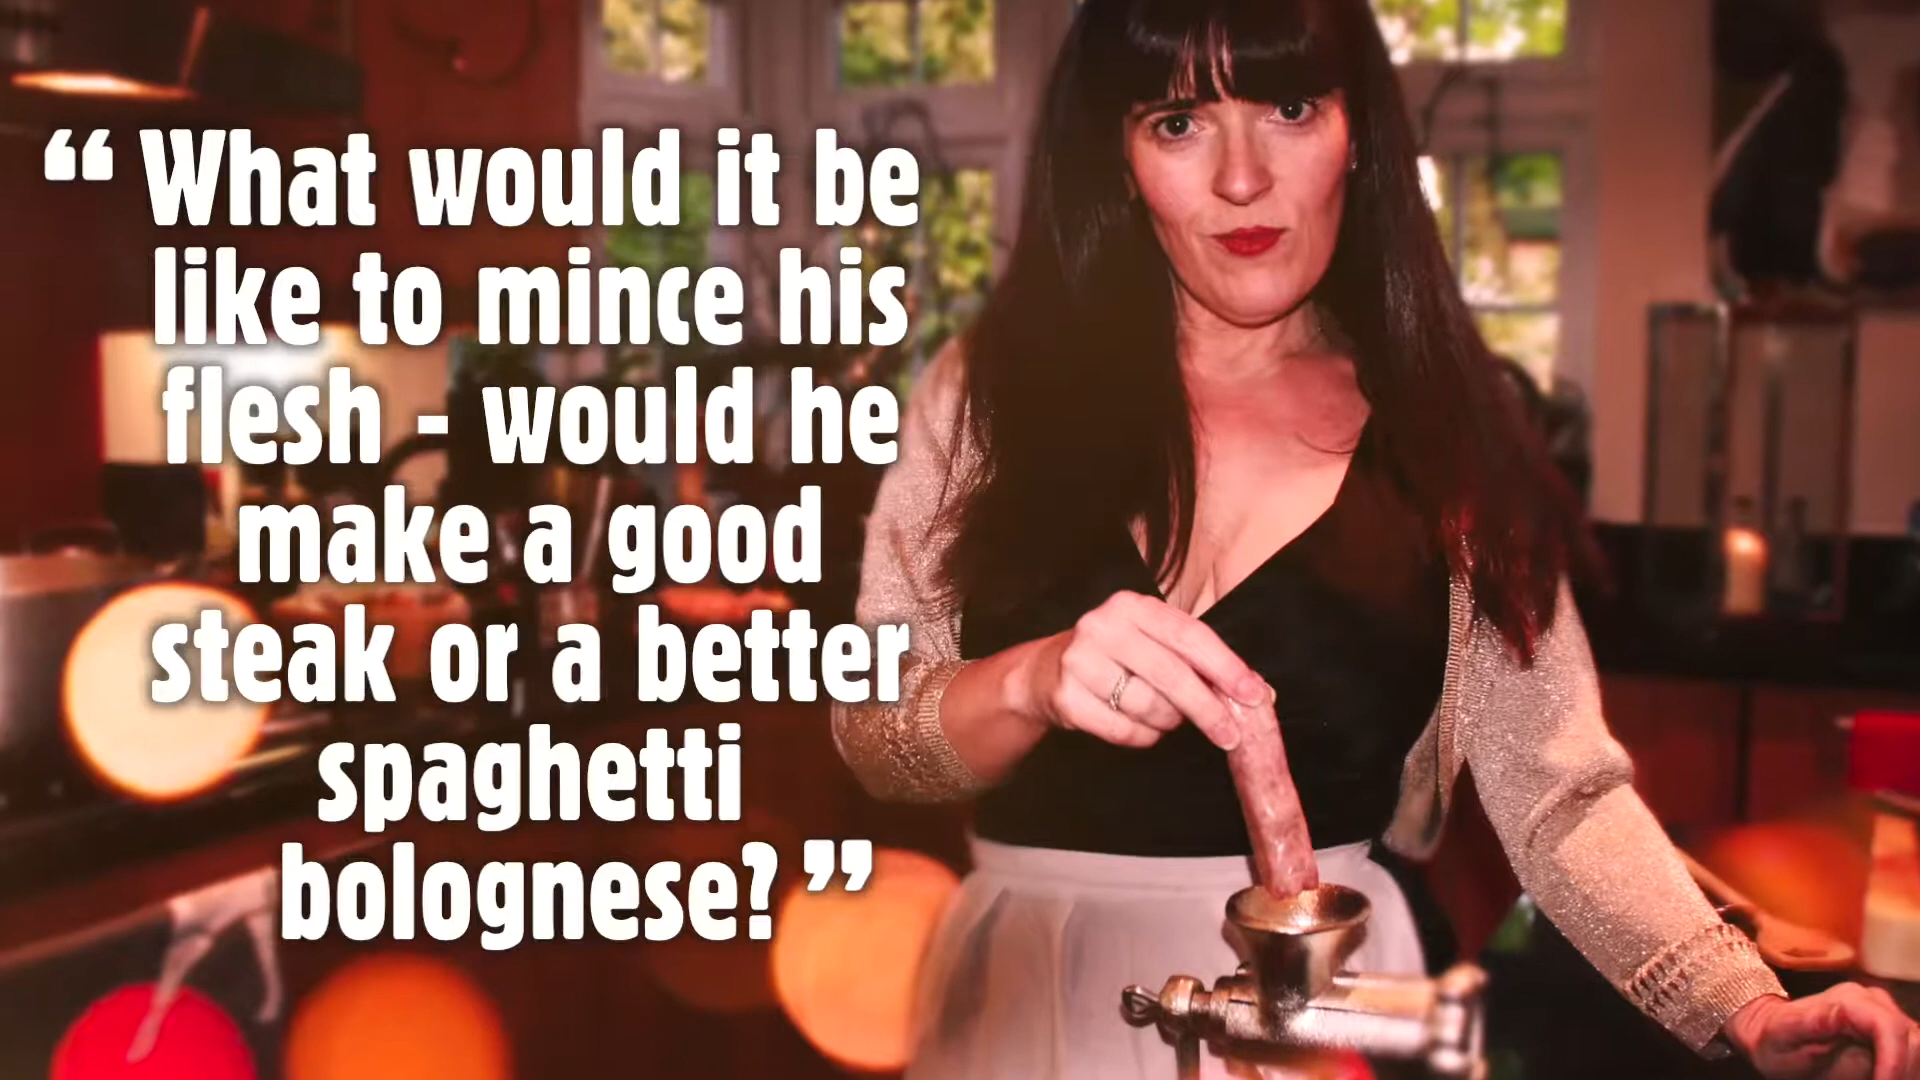 “ What would it be
like to mince his
flesh - would he
make a good
steak or a better
spaghetti
bolognese? ”